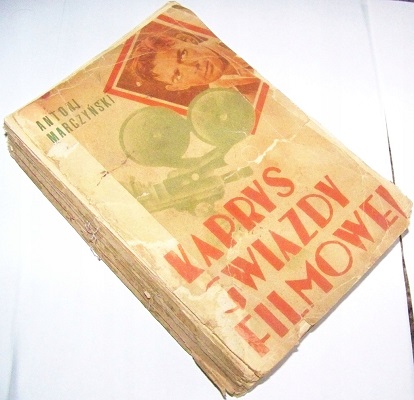 ANTONI
MARCZYŃSKI
KAPRYS
GWIAZDY
FILMOWEJ